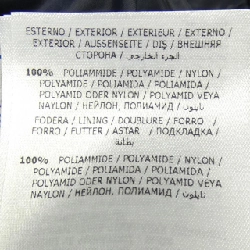 ESTERNO / EXTERIOR / EXTERIEUR / EXTERNO /
EXTERIOR / AUSSENSEITE / DIŞ / ВНЕШНЯЯ
СТОРОНА / الجزء الخارجي
100% POLIAMMIDE / POLYAMIDE / NYLON /
POLYAMIDE / POLIAMIDA / POLIAMIDA /
POLYAMID ODER NYLON / POLYAMID VEYA
NAYLON / НЕЙЛОН, ПОЛИАМИД / نايلون
FODERA / LINING / DOUBLURE / FORRO /
FORRO / FUTTER / ASTAR / ПОДКЛАДКА /
بطانة
100% POLIAMMIDE / POLYAMIDE / NYLON /
POLYAMIDE / POLIAMIDA / POLIAMIDA /
POLYAMID ODER NYLON / POLYAMID VEYA
NAYLON / НЕЙЛОН, ПОЛИАМИД / نايلون